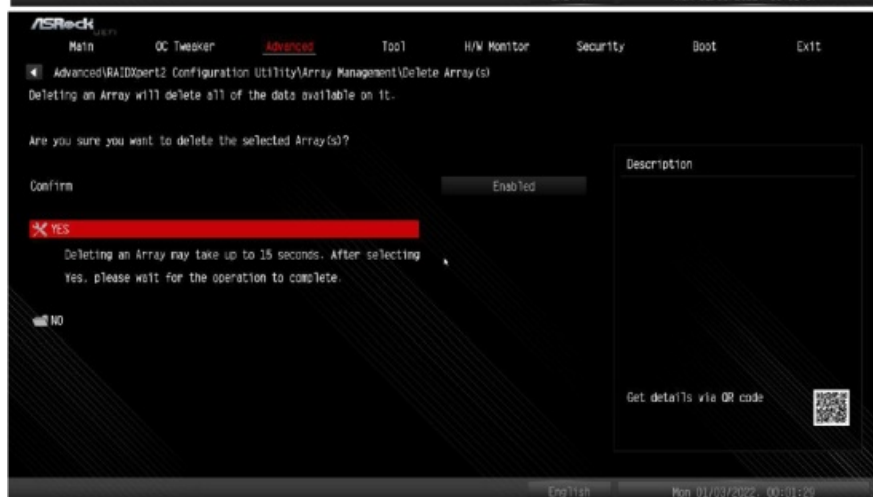 ASRock
UEFI
Main OC Tweaker Advanced Tool H/W Monitor Security Boot Exit
Advanced\RAIDXpert2 Configuration Utility\Array Management\Delete Array(s)
Deleting an Array will delete all of the data available on it.
Are you sure you want to delete the selected Array(s)?
Description
Confirm Enabled
YES
Deleting an Array may take up to 15 seconds. After selecting
Yes, please wait for the operation to complete.
NO
Get details via QR code
English Mon 01/03/2022, 00:01:20